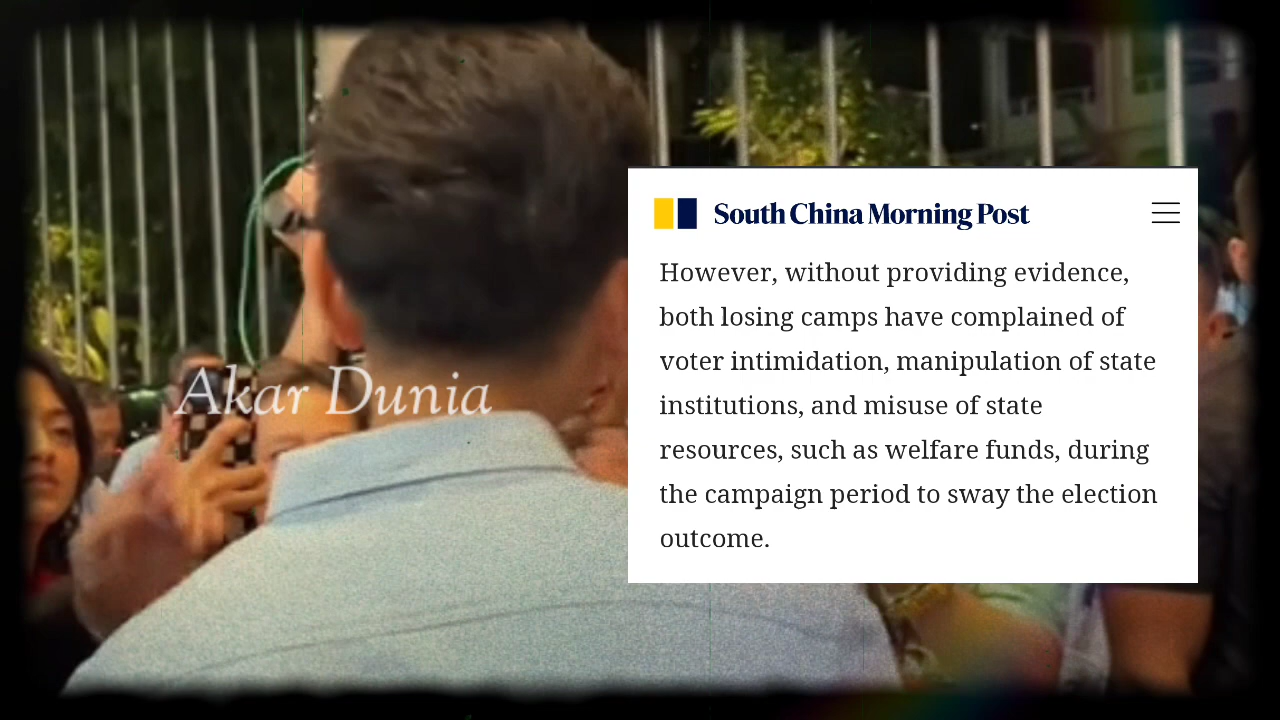 South China Morning Post
However, without providing evidence,
both losing camps have complained of
voter intimidation, manipulation of state
institutions, and misuse of state
resources, such as welfare funds, during
the campaign period to sway the election
outcome.
Akar Dunia